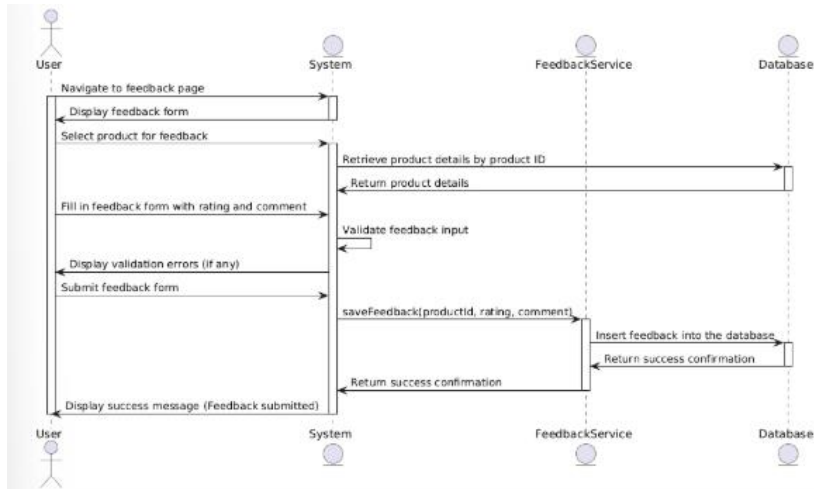 User
System
FeedbackService
Database
Navigate to feedback page
Display feedback form
Select product for feedback
Retrieve product details by product ID
Return product details
Fill in feedback form with rating and comment
Validate feedback input
Display validation errors (if any)
Submit feedback form
saveFeedback(productId, rating, comment)
Insert feedback into the database
Return success confirmation
Return success confirmation
Display success message (Feedback submitted)
User
System
FeedbackService
Database